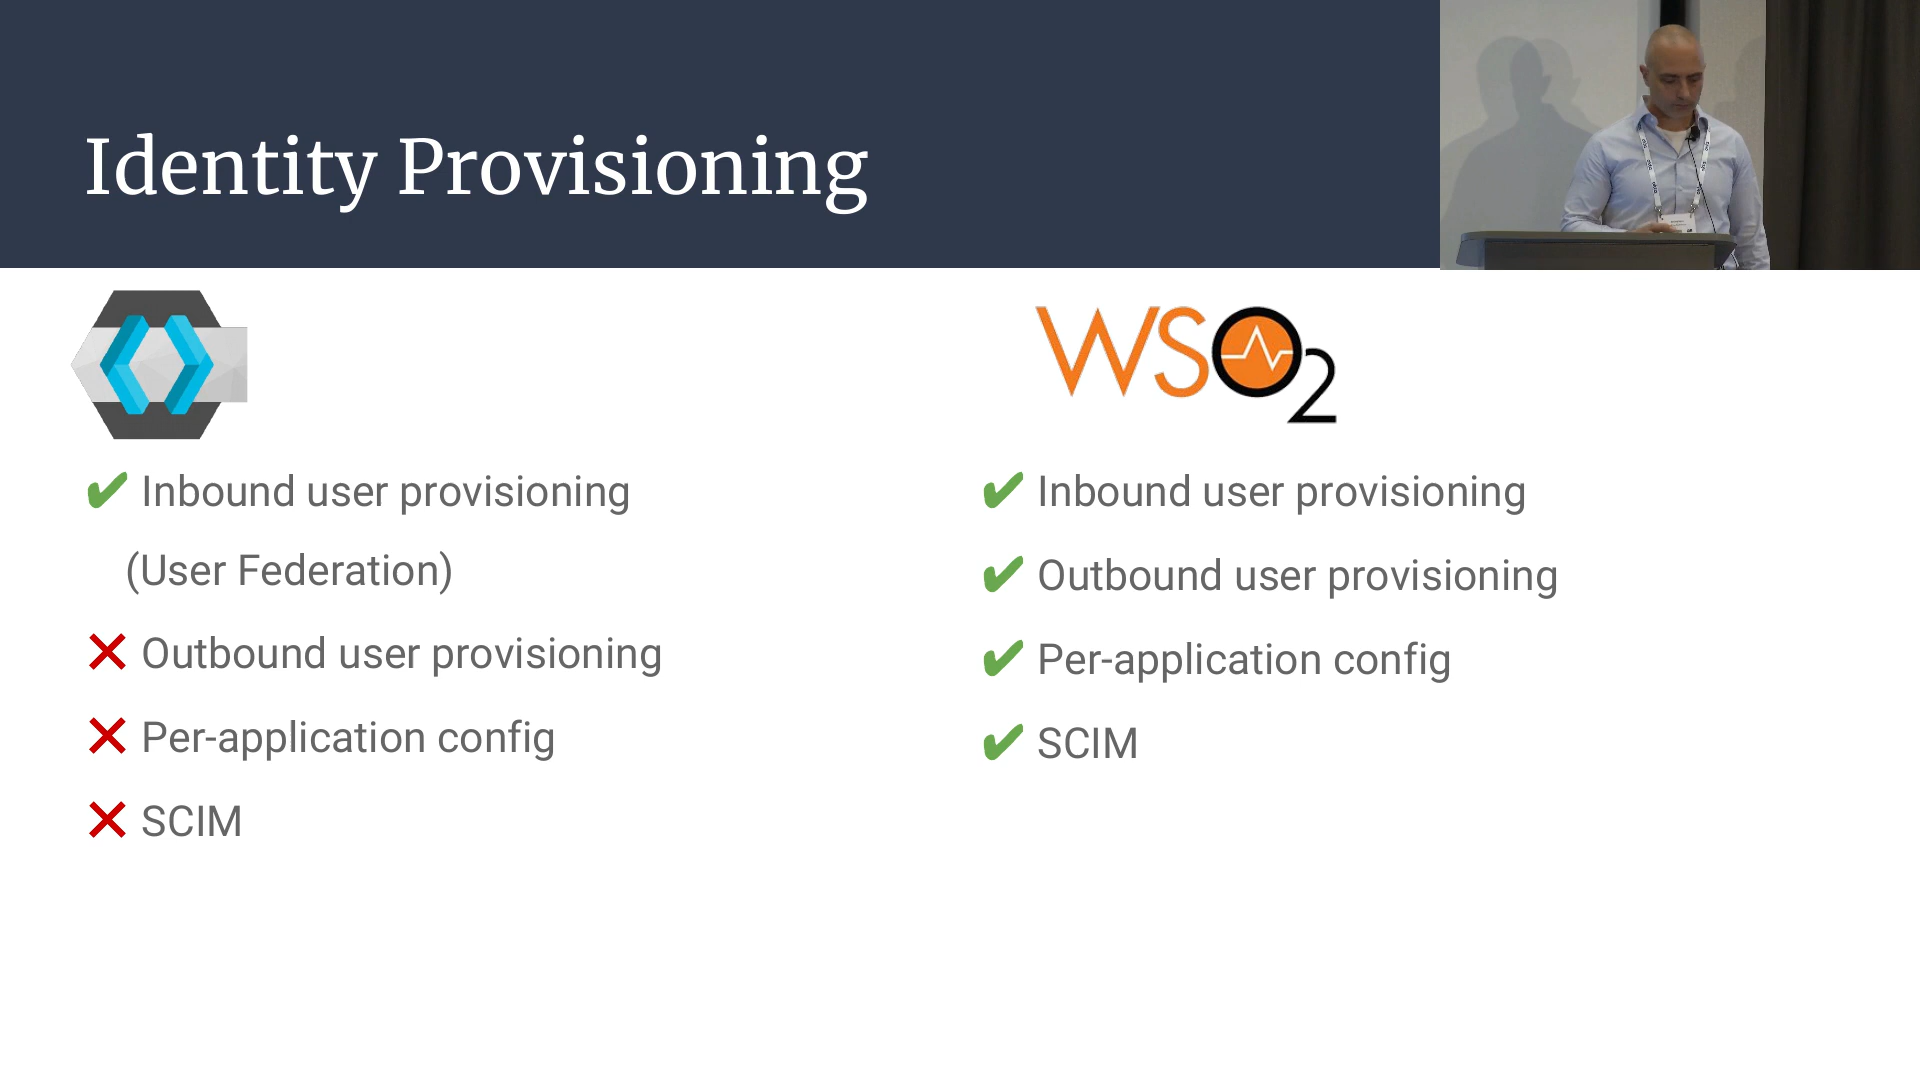 Identity Provisioning
WSO2
✔ Inbound user provisioning
(User Federation)
❌ Outbound user provisioning
❌ Per-application config
❌ SCIM
✔ Inbound user provisioning
✔ Outbound user provisioning
✔ Per-application config
✔ SCIM